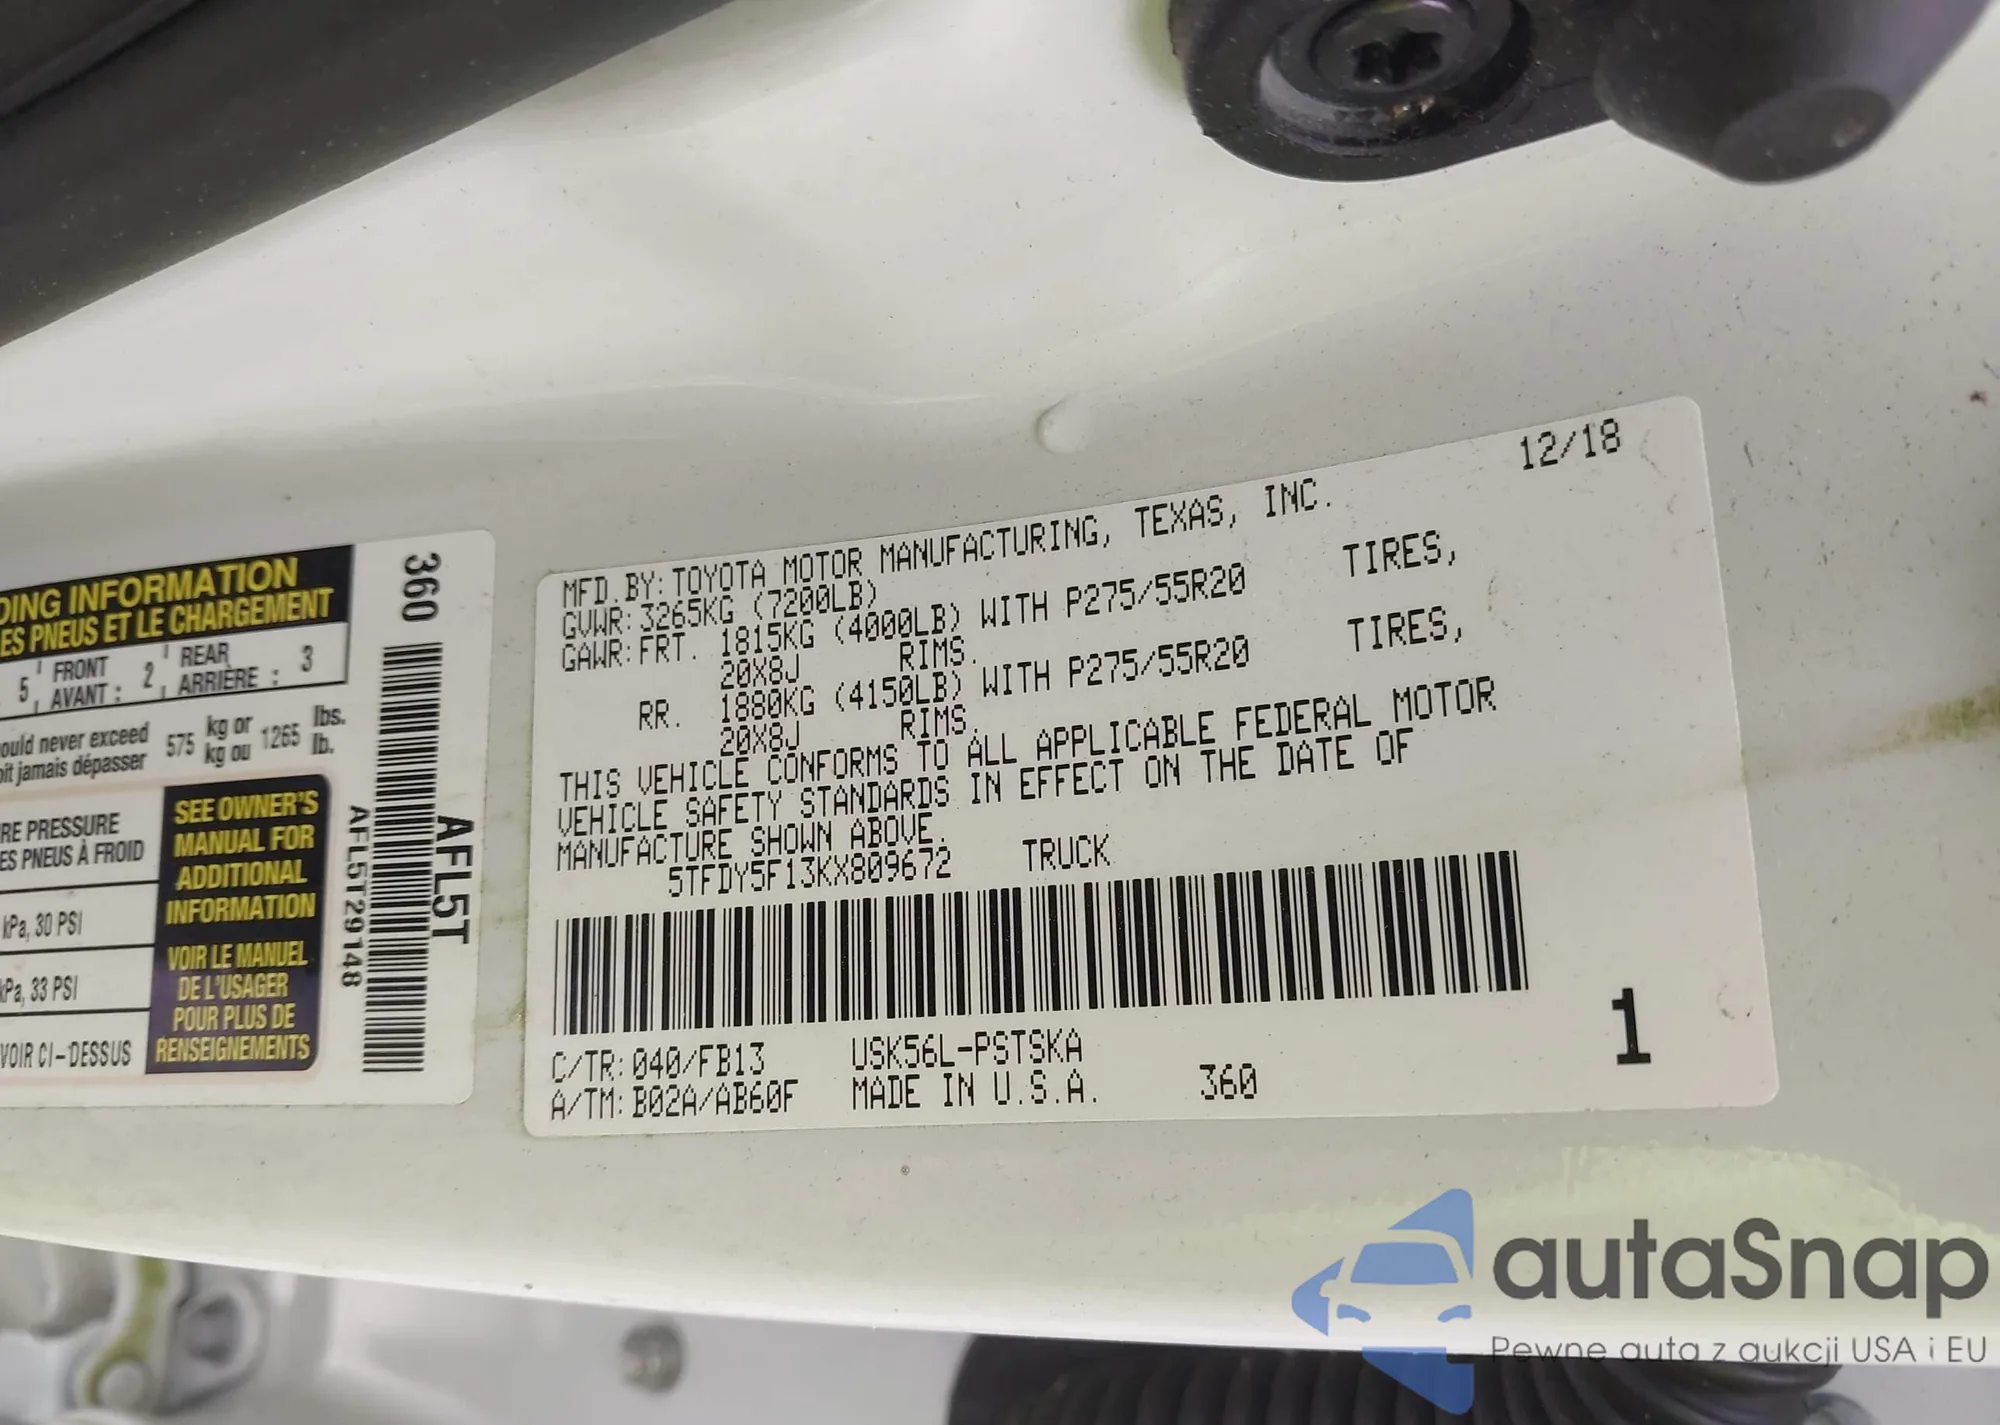 DING INFORMATION
ES PNEUS ET LE CHARGEMENT
5 FRONT 2 REAR 3
AVANT : ARRIÈRE :
never exceed 575 kg or 1265 lbs.
jamais dépasser kg ou lb.
PRESSURE
ES PNEUS À FROID
kPa, 30 PSI
kPa, 33 PSI
VOIR CI-DESSUS
SEE OWNER'S
MANUAL FOR
ADDITIONAL
INFORMATION
VOIR LE MANUEL
DE L'USAGER
POUR PLUS DE
RENSEIGNEMENTS
360
AFL5T29148
AFL5T
12/18
MFD.BY:TOYOTA MOTOR MANUFACTURING, TEXAS, INC.
GVWR:3265KG (7200LB)
GAWR:FRT. 1815KG (4000LB) WITH P275/55R20 TIRES,
20X8J RIMS.
RR. 1880KG (4150LB) WITH P275/55R20 TIRES,
20X8J RIMS.
THIS VEHICLE CONFORMS TO ALL APPLICABLE FEDERAL MOTOR
VEHICLE SAFETY STANDARDS IN EFFECT ON THE DATE OF
MANUFACTURE SHOWN ABOVE.
5TFDY5F13KX809672 TRUCK
C/TR:040/FB13 USK56L-PSTSKA
A/TM:B02A/AB60F MADE IN U.S.A. 360
1
autaSnap
Pewne auta z aukcji USA i EU